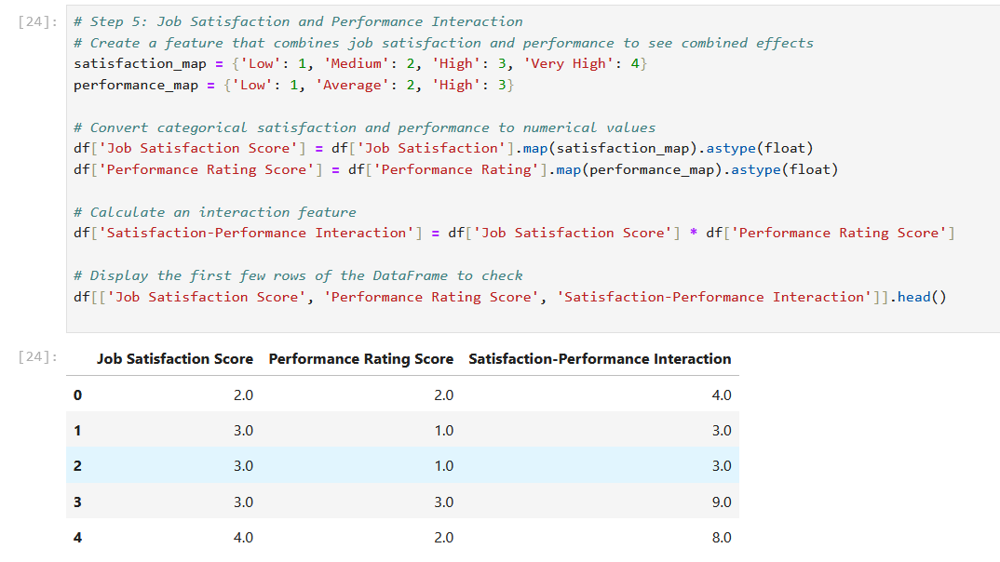 [24]: # Step 5: Job Satisfaction and Performance Interaction
# Create a feature that combines job satisfaction and performance to see combined effects
satisfaction_map = {'Low': 1, 'Medium': 2, 'High': 3, 'Very High': 4}
performance_map = {'Low': 1, 'Average': 2, 'High': 3}
# Convert categorical satisfaction and performance to numerical values
df['Job Satisfaction Score'] = df['Job Satisfaction'].map(satisfaction_map).astype(float)
df['Performance Rating Score'] = df['Performance Rating'].map(performance_map).astype(float)
# Calculate an interaction feature
df['Satisfaction-Performance Interaction'] = df['Job Satisfaction Score'] * df['Performance Rating Score']
# Display the first few rows of the DataFrame to check
df[['Job Satisfaction Score', 'Performance Rating Score', 'Satisfaction-Performance Interaction']].head()
[24]: Job Satisfaction Score Performance Rating Score Satisfaction-Performance Interaction
0 2.0 2.0 4.0
1 3.0 1.0 3.0
2 3.0 1.0 3.0
3 3.0 3.0 9.0
4 4.0 2.0 8.0